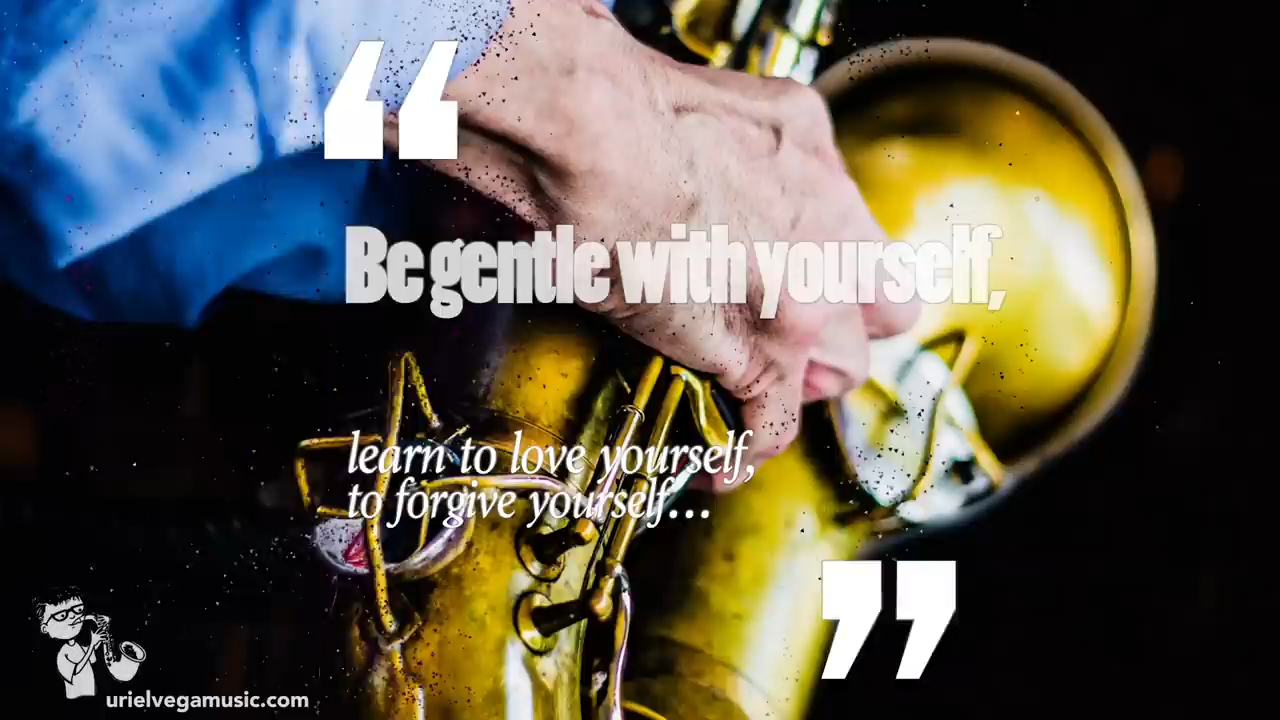 “
Be gentle with yourself,
learn to love yourself,
to forgive yourself...
”
urielvegamusic.com